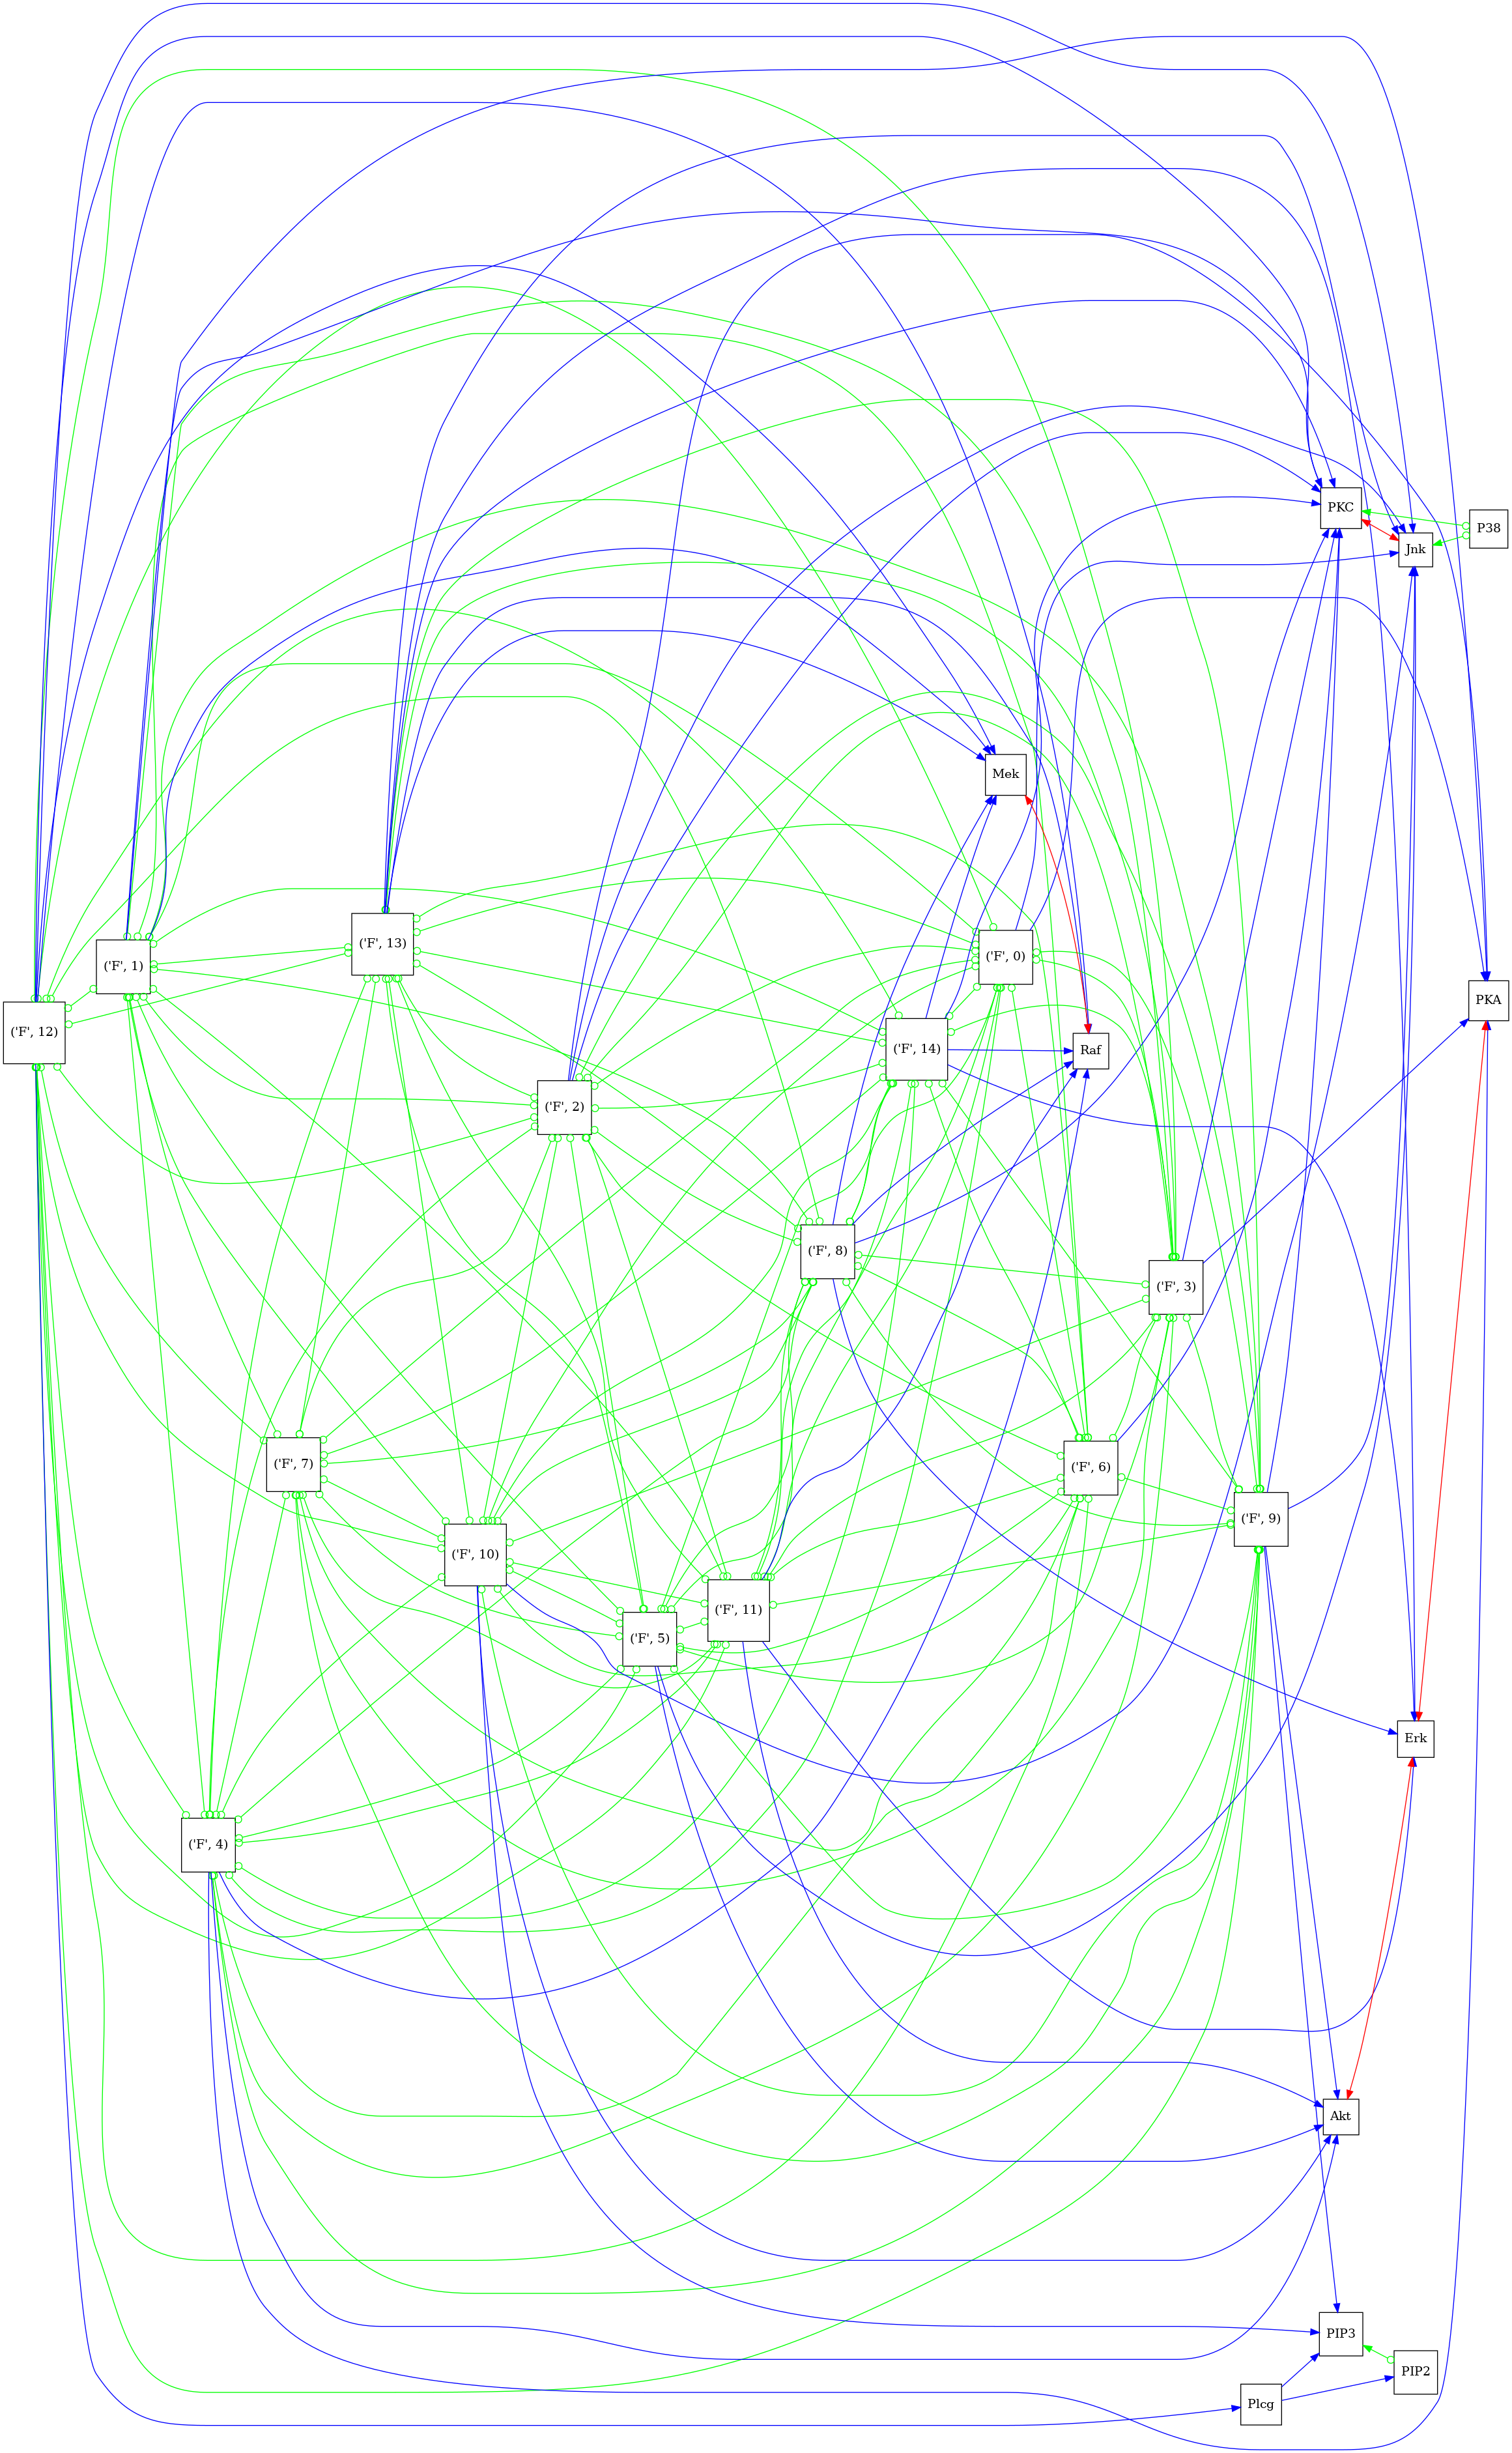 PKC
P38
Jnk
Mek
('F', 13)
('F', 1)
('F', 0)
('F', 12)
('F', 14)
Raf
PKA
('F', 2)
('F', 8)
('F', 3)
('F', 7)
('F', 6)
('F', 9)
('F', 10)
('F', 11)
('F', 5)
Erk
('F', 4)
Akt
PIP3
PIP2
Plcg